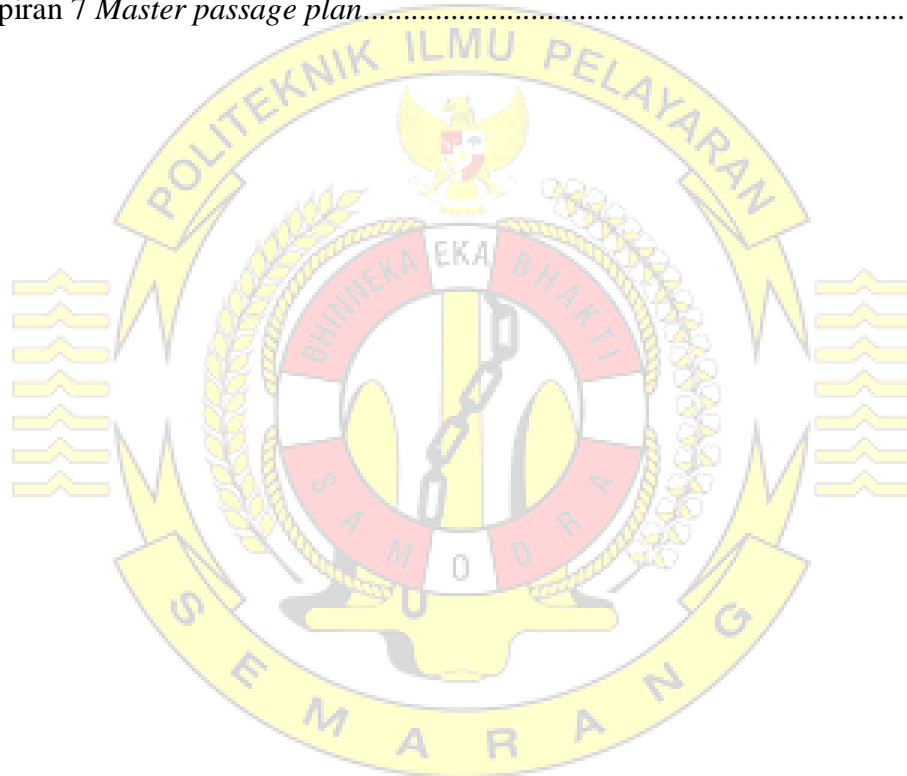 piran 7 Master passage plan....................................................................................
POLITEKNIK ILMU PELAYARAN
BHINNEKA EKA BHAKTI
SAMODRA
SEMARANG